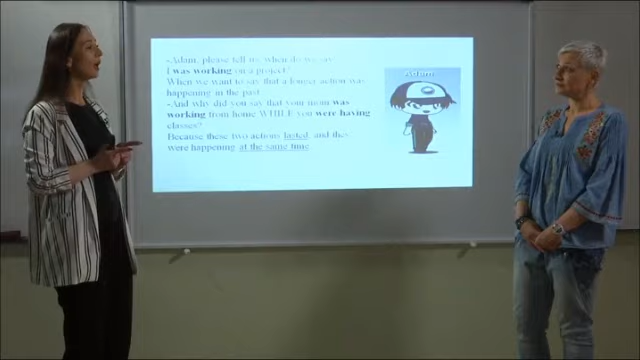 -Adam, please tell us, when do we say
I was working on a project?
When we want to say that a longer action was
happening in the past
-And why did you say that your mom was
working from home WHILE you were having
classes?
Because these two actions lasted and they
were happening at the same time
Adam